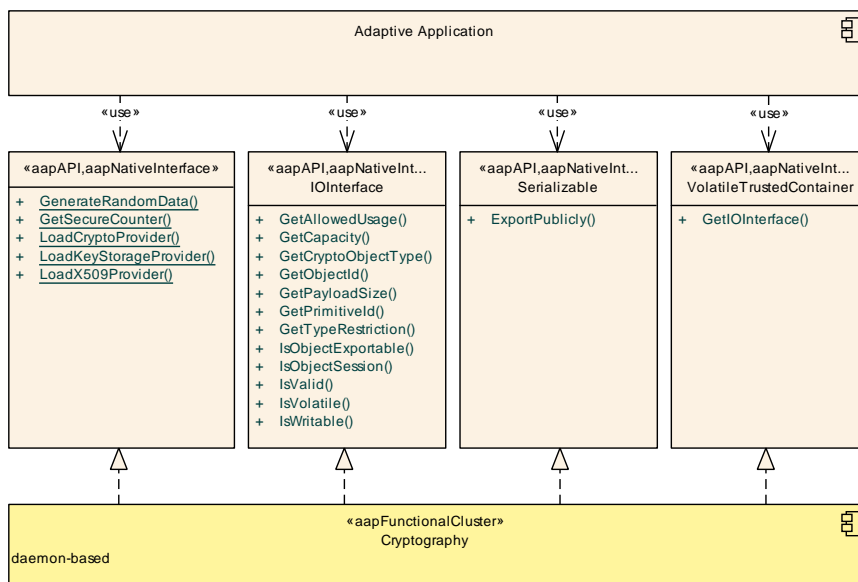 Adaptive Application
«use» «use» «use» «use»
«aapAPI,aapNativeInterface»
+ GenerateRandomData()
+ GetSecureCounter()
+ LoadCryptoProvider()
+ LoadKeyStorageProvider()
+ LoadX509Provider()
«aapAPI,aapNativeInt...
IOInterface
+ GetAllowedUsage()
+ GetCapacity()
+ GetCryptoObjectType()
+ GetObjectId()
+ GetPayloadSize()
+ GetPrimitiveId()
+ GetTypeRestriction()
+ IsObjectExportable()
+ IsObjectSession()
+ IsValid()
+ IsVolatile()
+ IsWritable()
«aapAPI,aapNativeInt...
Serializable
+ ExportPublicly()
«aapAPI,aapNativeInt...
VolatileTrustedContainer
+ GetIOInterface()
«aapFunctionalCluster»
Cryptography
daemon-based